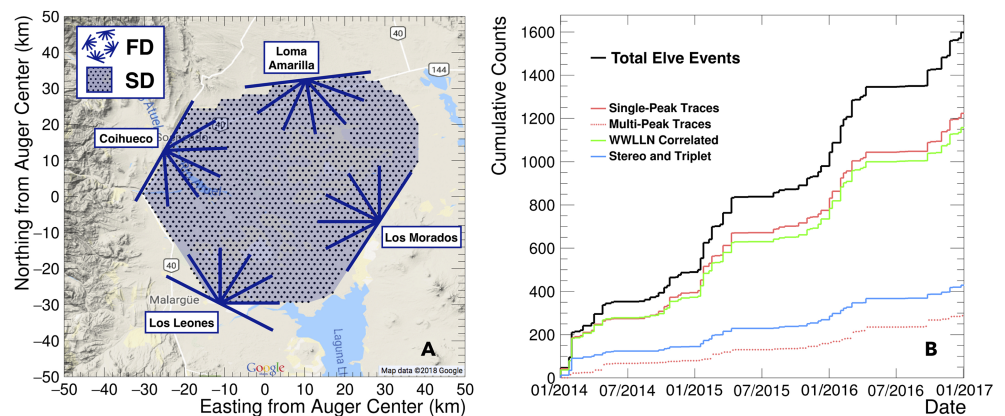 50
40
30
20
10
0
−10
−20
−30
−40
−50
Northing from Auger Center (km)
FD
SD
Loma
Amarilla
40
144
Coihueco
40
Los Morados
40
Malargüe
Los Leones
Laguna Ll
A
Google
Map data ©2018 Google
−50 −40 −30 −20 −10 0 10 20 30 40 50
Easting from Auger Center (km)
Cumulative Counts
1600
1400
1200
1000
800
600
400
200
0
Total Elve Events
Single-Peak Traces
Multi-Peak Traces
WWLLN Correlated
Stereo and Triplet
B
01/2014 07/2014 01/2015 07/2015 01/2016 07/2016 01/2017
Date